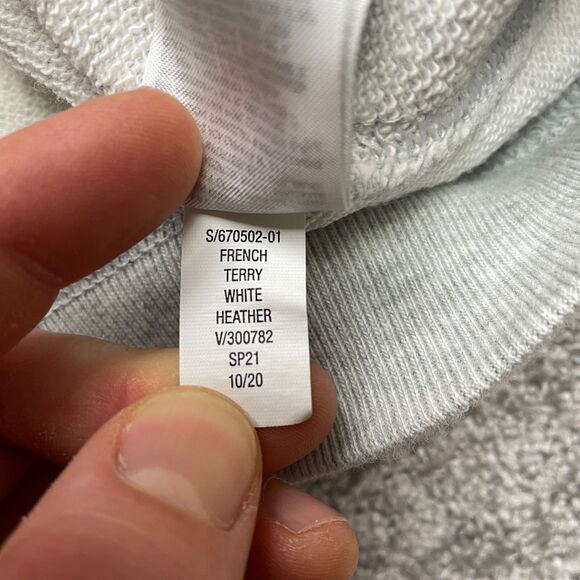 S/670502-01
FRENCH
TERRY
WHITE
HEATHER
V/300782
SP21
10/20